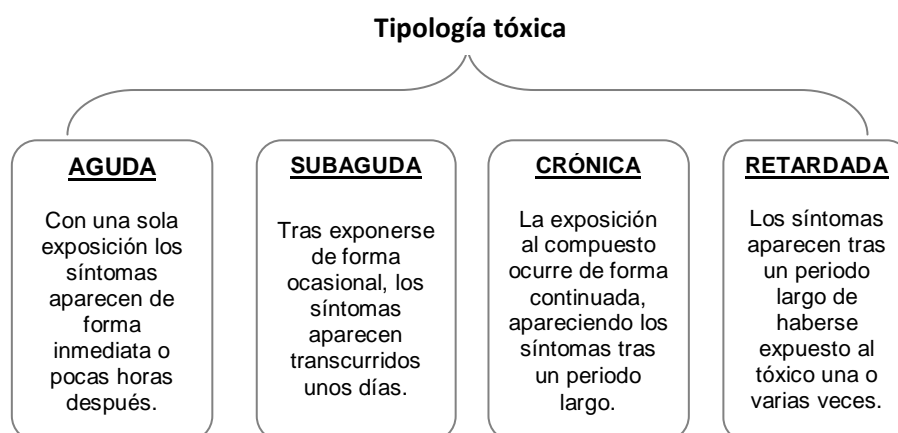 Tipología tóxica
AGUDA
Con una sola
exposición los
síntomas
aparecen de
forma
inmediata o
pocas horas
después.
SUBAGUDA
Tras exponerse
de forma
ocasional, los
síntomas
aparecen
transcurridos
unos días.
CRÓNICA
La exposición
al compuesto
ocurre de forma
continuada,
apareciendo los
síntomas tras
un periodo
largo.
RETARDADA
Los síntomas
aparecen tras
un periodo
largo de
haberse
expuesto al
tóxico una o
varias veces.